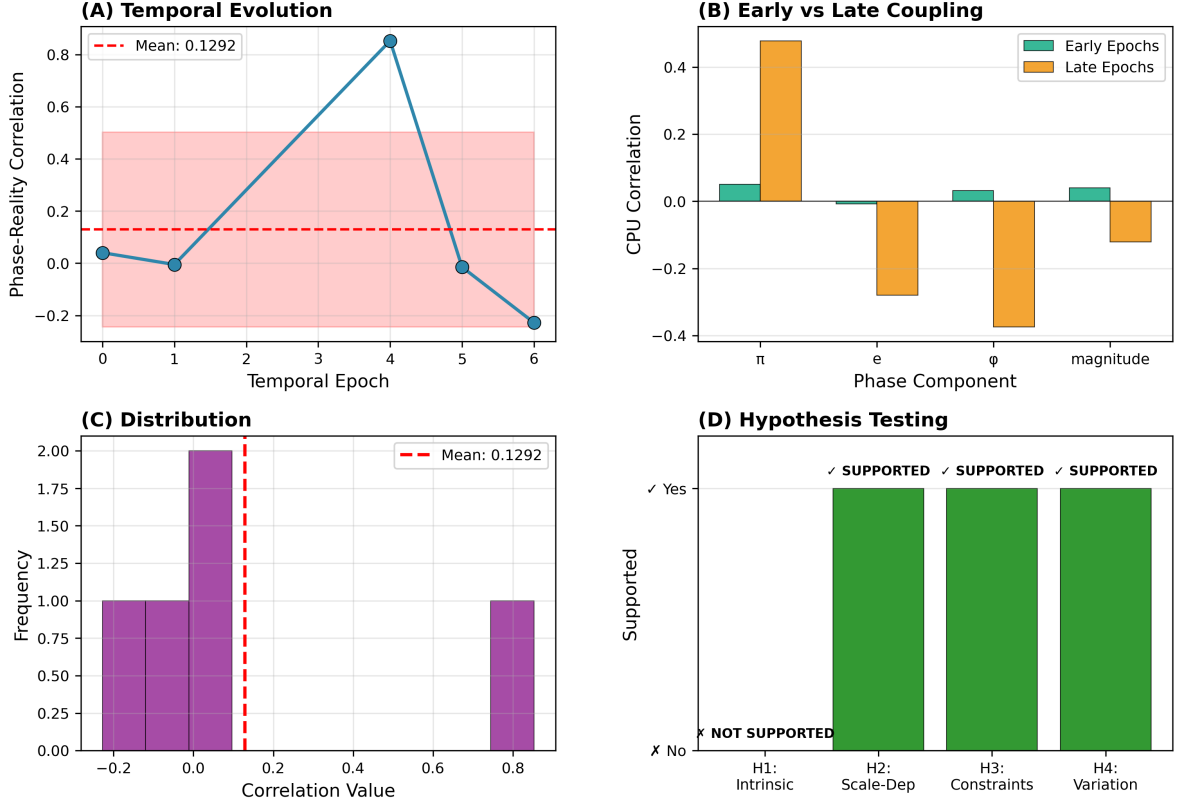 (A) Temporal Evolution
Mean: 0.1292
0.8
0.6
0.4
0.2
0.0
−0.2
Phase-Reality Correlation
0
1
2
3
4
5
6
Temporal Epoch
(B) Early vs Late Coupling
Early Epochs
Late Epochs
0.4
0.2
0.0
−0.2
−0.4
CPU Correlation
π
e
φ
magnitude
Phase Component
(C) Distribution
Mean: 0.1292
2.00
1.75
1.50
1.25
1.00
0.75
0.50
0.25
0.00
Frequency
−0.2
0.0
0.2
0.4
0.6
0.8
Correlation Value
(D) Hypothesis Testing
✓ SUPPORTED
✓ SUPPORTED
✓ SUPPORTED
✓ Yes
Supported
✗ NOT SUPPORTED
✗ No
H1:
Intrinsic
H2:
Scale-Dep
H3:
Constraints
H4:
Variation